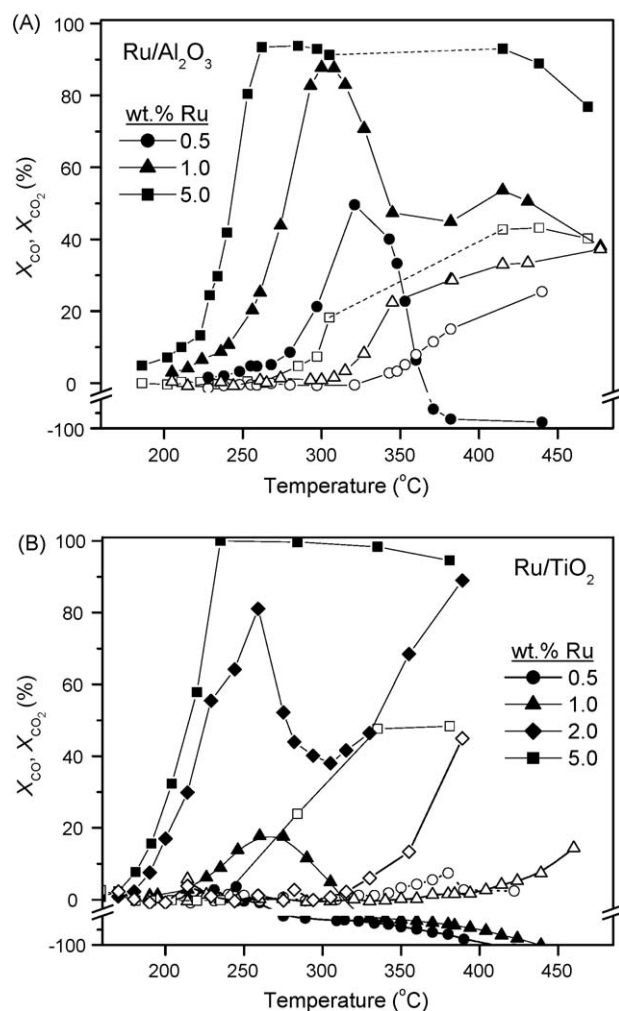 (A)
Ru/Al₂O₃
wt.% Ru
0.5
1.0
5.0
X_CO, X_CO₂ (%)
100
80
60
40
20
0
-100
200 250 300 350 400 450
Temperature (°C)
(B)
Ru/TiO₂
wt.% Ru
0.5
1.0
2.0
5.0
X_CO, X_CO₂ (%)
100
80
60
40
20
0
-100
200 250 300 350 400 450
Temperature (°C)